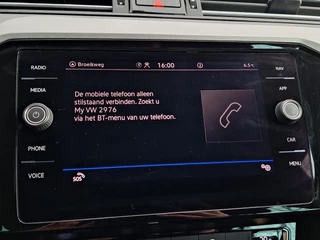 Broeikweg
16:00
6.5°C
RADIO
MEDIA
PHONE
VOICE
NAV
APP
CAR
MENU
De mobiele telefoon alleen
stilstaand verbinden. Zoekt u
My VW 2976
via het BT-menu van uw telefoon.
SOS